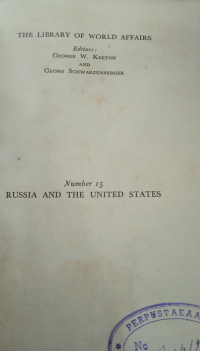 THE LIBRARY OF WORLD AFFAIRS
Editors:
GEORGE W. KEETON
AND
GEORG SCHWARZENBERGER
Number 15
RUSSIA AND THE UNITED STATES
PERPUSTAKAA
No